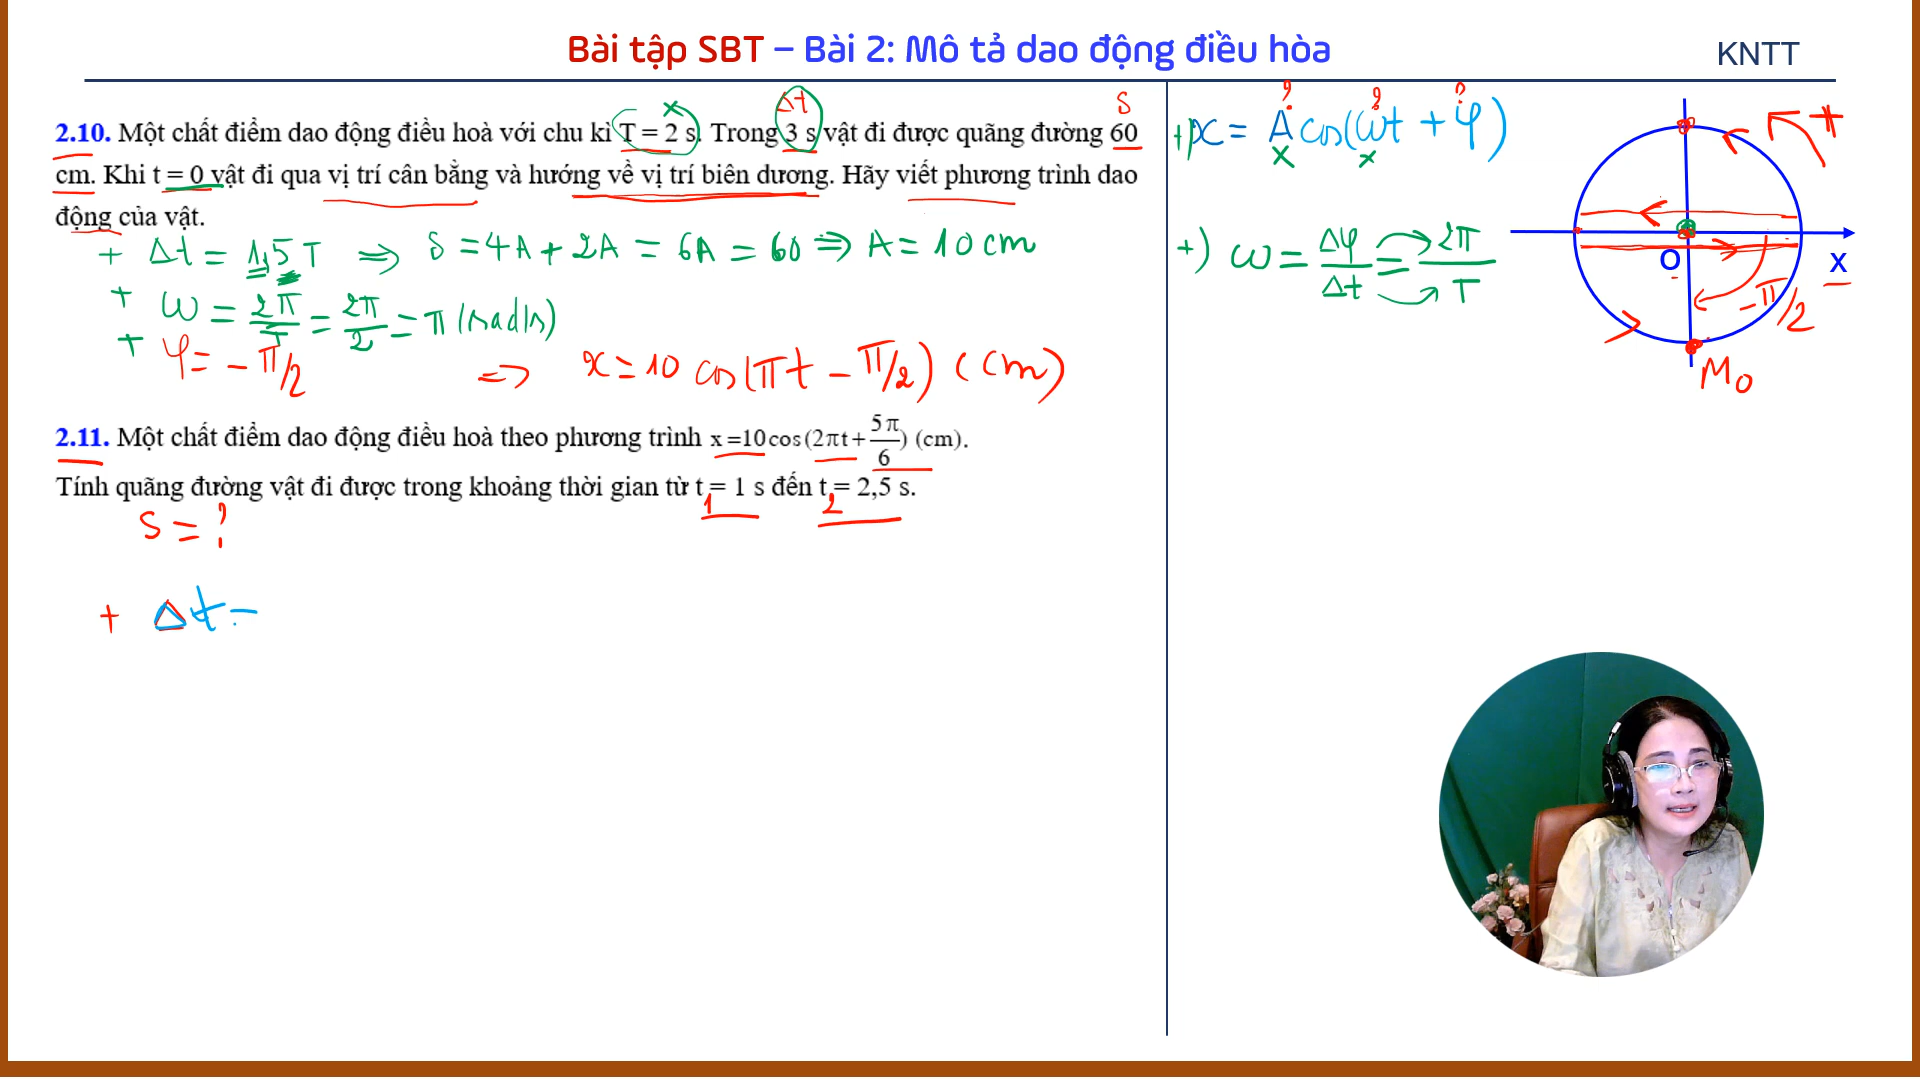 Bài tập SBT – Bài 2: Mô tả dao động điều hòa
KNTT
x Δt S
2.10. Một chất điểm dao động điều hoà với chu kì T = 2 s. Trong 3 s vật đi được quãng đường 60
cm. Khi t = 0 vật đi qua vị trí cân bằng và hướng về vị trí biên dương. Hãy viết phương trình dao
động của vật.
+ Δt = 1,5 T => S = 4A + 2A = 6A = 60 => A = 10 cm
+ ω = 2π/T = 2π/2 = π (rad/s)
+ φ = - π/2 => x = 10 cos(πt - π/2) (cm)
2.11. Một chất điểm dao động điều hoà theo phương trình x=10cos(2πt+5π/6) (cm).
Tính quãng đường vật đi được trong khoảng thời gian từ t1 = 1 s đến t2 = 2,5 s.
S = ?
+ Δt =
? ? ?
+) x = A cos(ωt + φ)
x x
+) ω = Δφ/Δt = 2π/T
+
O
X
-π/2
M0